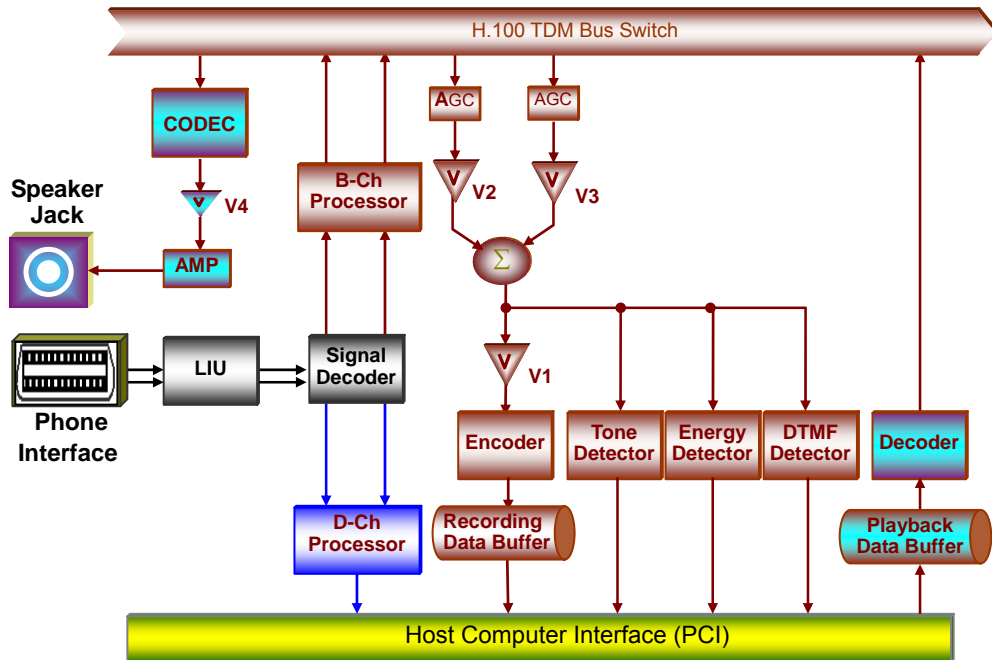 H.100 TDM Bus Switch
CODEC
AGC
AGC
V
V4
B-Ch
Processor
V
V2
V
V3
Speaker
Jack
AMP
Σ
LIU
Signal
Decoder
V
V1
Phone
Interface
Encoder
Tone
Detector
Energy
Detector
DTMF
Detector
Decoder
D-Ch
Processor
Recording
Data Buffer
Playback
Data Buffer
Host Computer Interface (PCI)